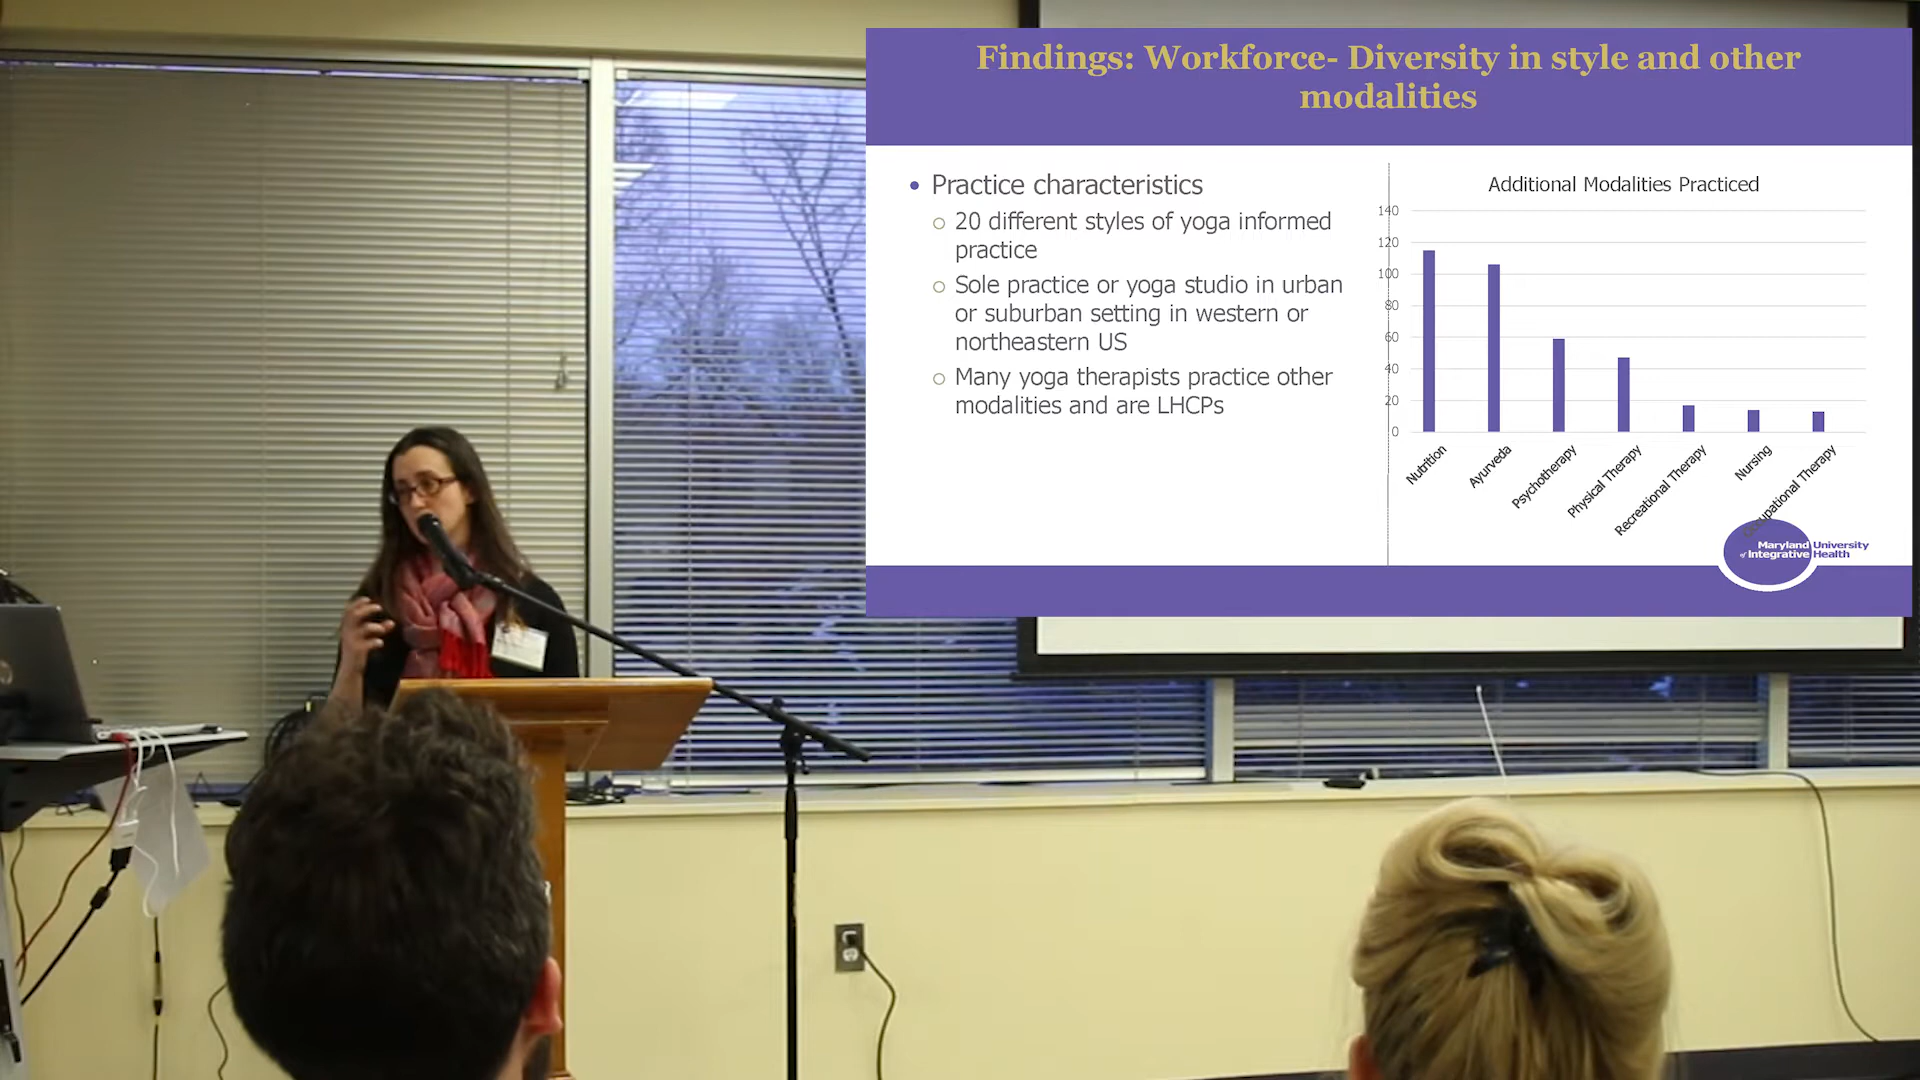 Findings: Workforce- Diversity in style and other
modalities
• Practice characteristics
○ 20 different styles of yoga informed
practice
○ Sole practice or yoga studio in urban
or suburban setting in western or
northeastern US
○ Many yoga therapists practice other
modalities and are LHCPs
Additional Modalities Practiced
140
120
100
80
60
40
20
0
Nutrition
Ayurveda
Psychotherapy
Physical Therapy
Recreational Therapy
Nursing
Occupational Therapy
Maryland University
of Integrative Health